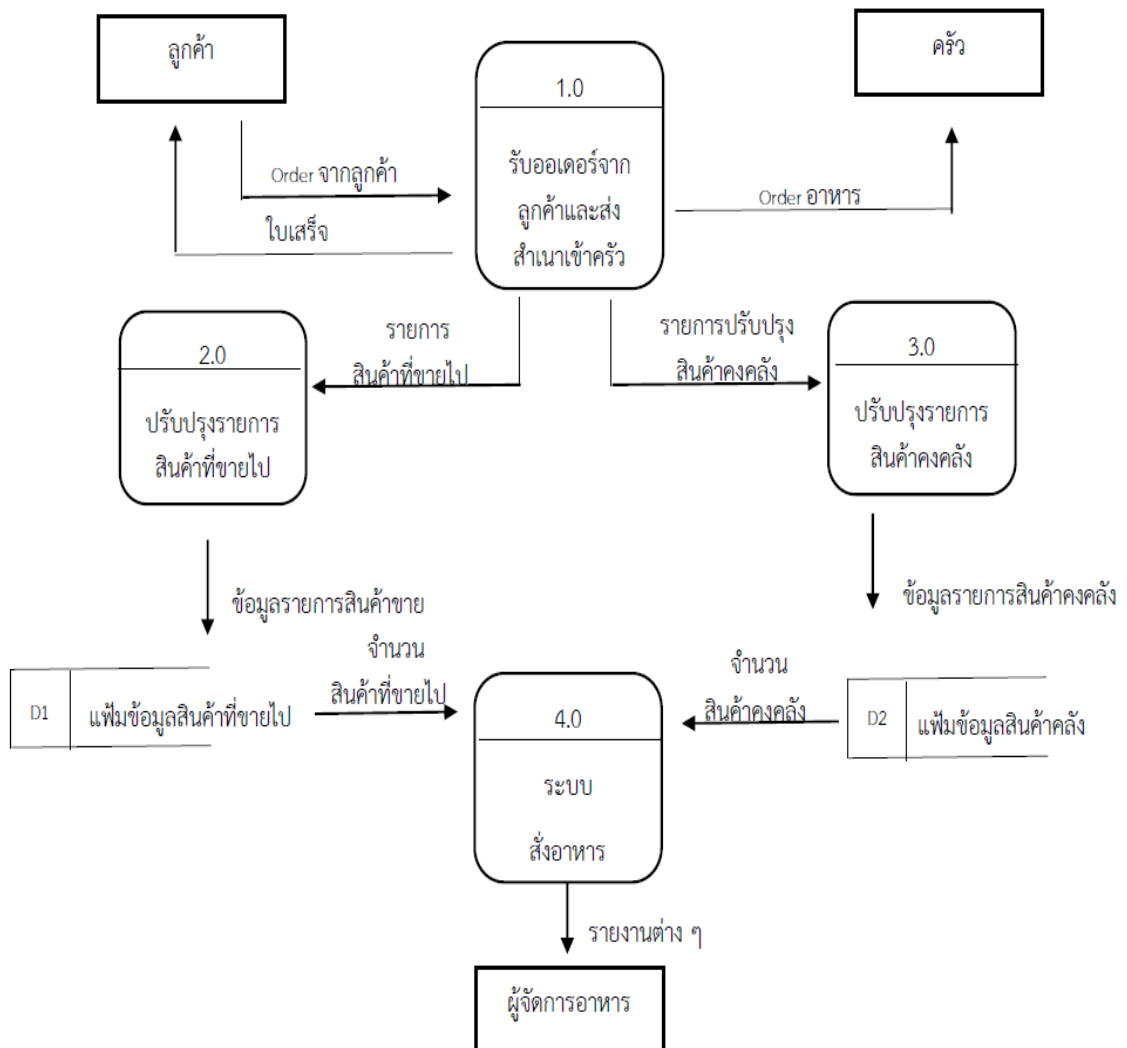 ลูกค้า
ครัว
1.0
รับออเดอร์จาก
ลูกค้าและส่ง
สำเนาเข้าครัว
Order จากลูกค้า
ใบเสร็จ
Order อาหาร
รายการ
สินค้าที่ขายไป
รายการปรับปรุง
สินค้าคงคลัง
2.0
ปรับปรุงรายการ
สินค้าที่ขายไป
3.0
ปรับปรุงรายการ
สินค้าคงคลัง
ข้อมูลรายการสินค้าขาย
ข้อมูลรายการสินค้าคงคลัง
จำนวน
สินค้าที่ขายไป
จำนวน
สินค้าคงคลัง
D1 แฟ้มข้อมูลสินค้าที่ขายไป
4.0
ระบบ
สั่งอาหาร
D2 แฟ้มข้อมูลสินค้าคลัง
รายงานต่าง ๆ
ผู้จัดการอาหาร